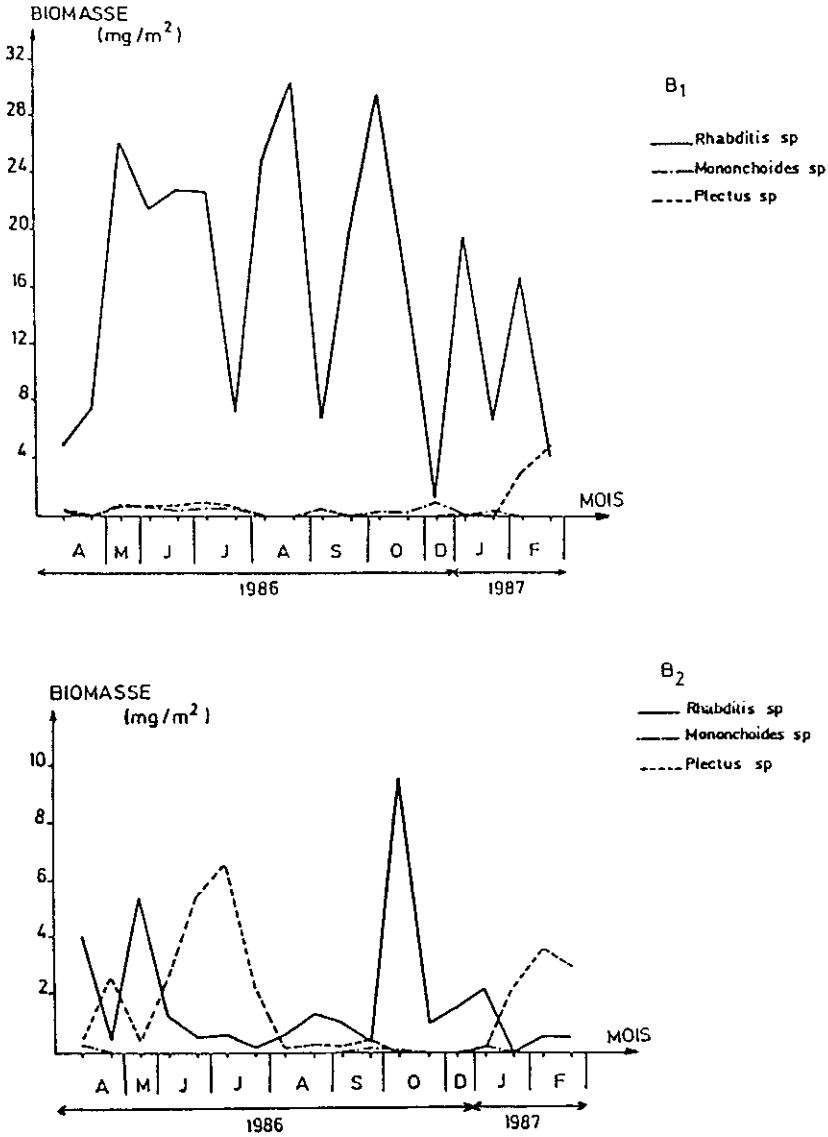 BIOMASSE
(mg/m²)
B1
Rhabditis sp
Mononchoides sp
Plectus sp
32
28
24
20
16
12
8
4
MOIS
A M J J A S O D J F
1986 1987
BIOMASSE
(mg/m²)
B2
Rhabditis sp
Mononchoides sp
Plectus sp
10
8
6
4
2
MOIS
A M J J A S O D J F
1986 1987